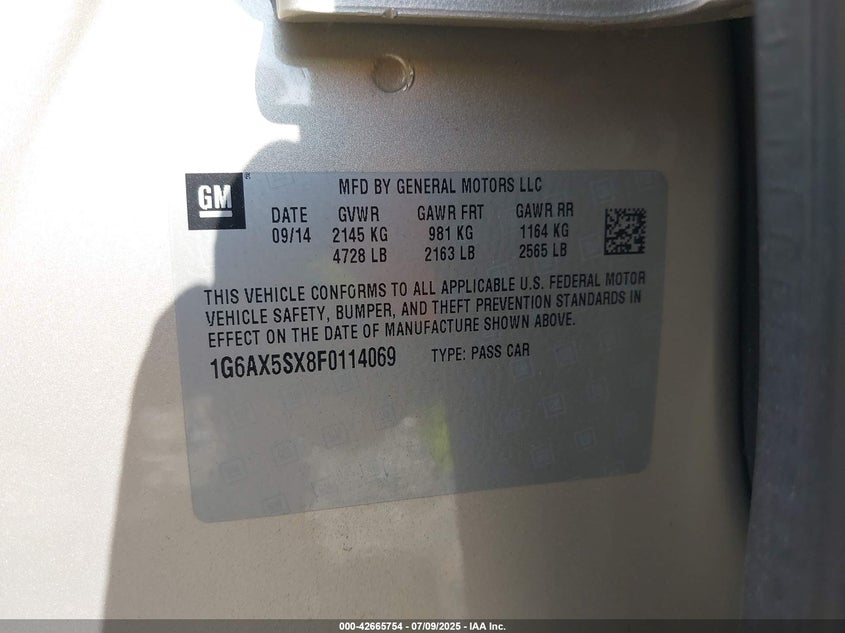 GM
MFD BY GENERAL MOTORS LLC
DATE GVWR GAWR FRT GAWR RR
09/14 2145 KG 981 KG 1164 KG
4728 LB 2163 LB 2565 LB
THIS VEHICLE CONFORMS TO ALL APPLICABLE U.S. FEDERAL MOTOR
VEHICLE SAFETY, BUMPER, AND THEFT PREVENTION STANDARDS IN
EFFECT ON THE DATE OF MANUFACTURE SHOWN ABOVE.
1G6AX5SX8F0114069 TYPE: PASS CAR
000-42665754 / 07/09/2025 - IAA Inc.